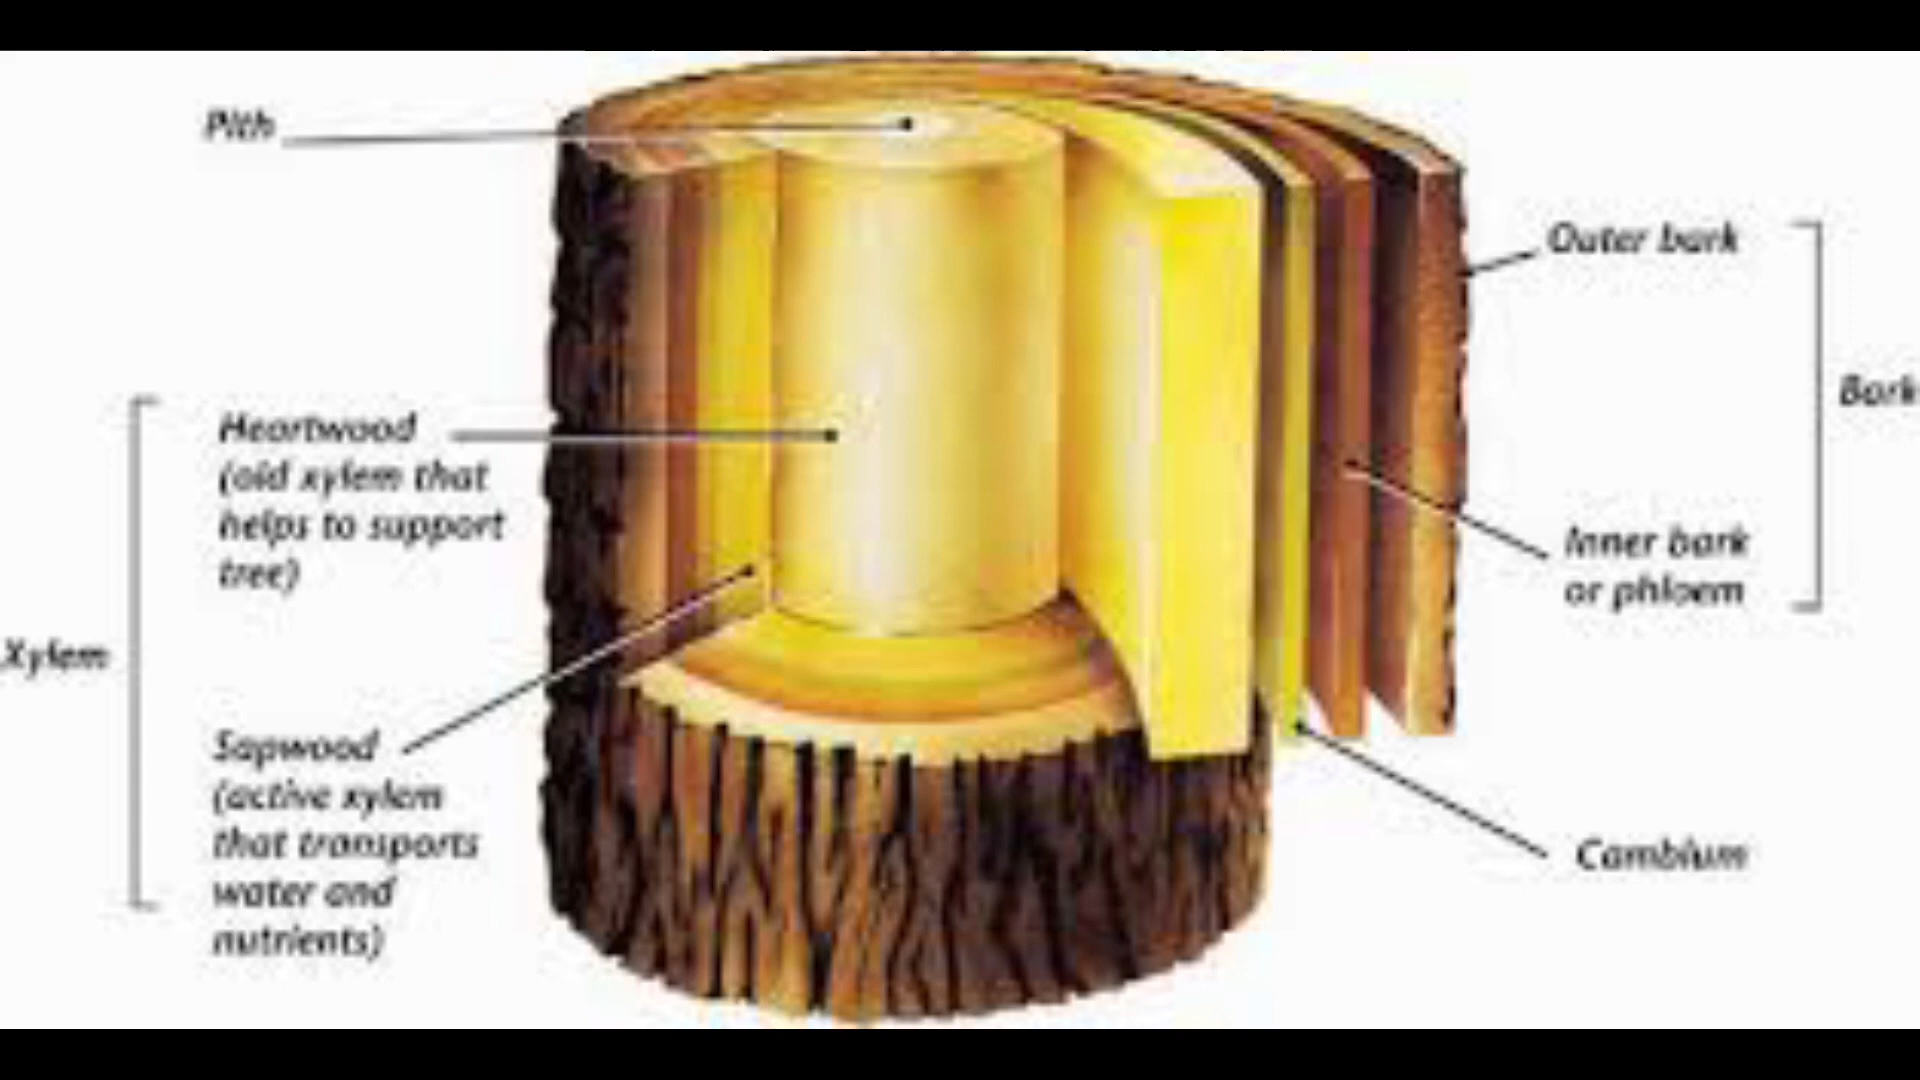 Pith
Outer bark
Bark
Heartwood
(old xylem that
helps to support
tree)
Inner bark
or phloem
Xylem
Sapwood
(active xylem
that transports
water and
nutrients)
Cambium